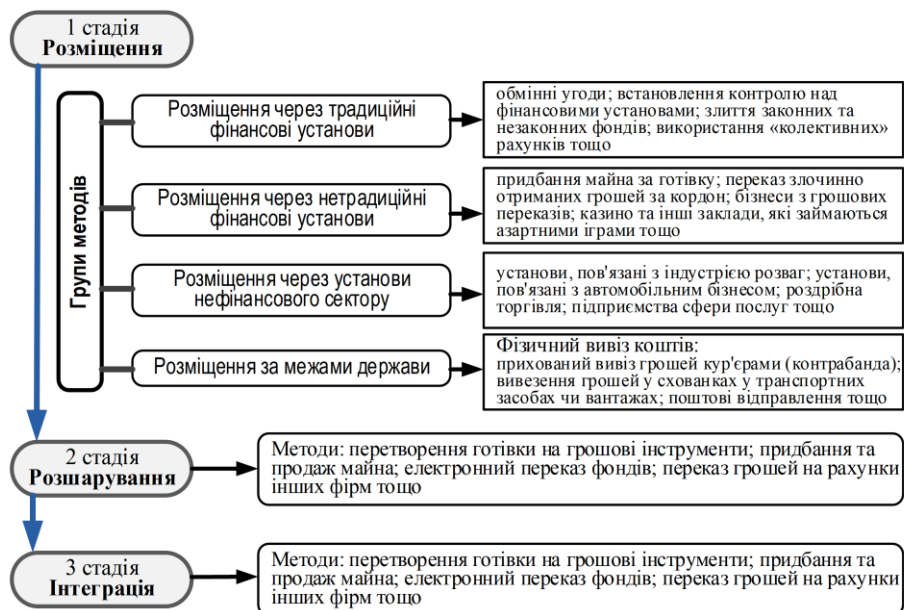 1 стадія
Розміщення
Групи методів
Розміщення через традиційні
фінансові установи
обмінні угоди; встановлення контролю над
фінансовими установами; злиття законних та
незаконних фондів; використання «колективних»
рахунків тощо
Розміщення через нетрадиційні
фінансові установи
придбання майна за готівку; переказ злочинно
отриманих грошей за кордон; бізнеси з грошових
переказів; казино та інші заклади, які займаються
азартними іграми тощо
Розміщення через установи
нефінансового сектору
установи, пов'язані з індустрією розваг; установи,
пов'язані з автомобільним бізнесом; роздрібна
торгівля; підприємства сфери послуг тощо
Розміщення за межами держави
Фізичний вивіз коштів:
прихований вивіз грошей кур'єрами (контрабанда);
вивезення грошей у схованках у транспортних
засобах чи вантажах; поштові відправлення тощо
2 стадія
Розшарування
Методи: перетворення готівки на грошові інструменти; придбання та
продаж майна; електронний переказ фондів; переказ грошей на рахунки
інших фірм тощо
3 стадія
Інтеграція
Методи: перетворення готівки на грошові інструменти; придбання та
продаж майна; електронний переказ фондів; переказ грошей на рахунки
інших фірм тощо